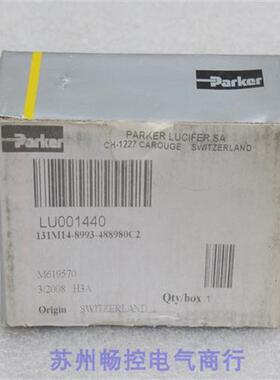 Parker
Parker
PARKER LUCIFER SA
CH-1227 CAROUGE SWITZERLAND
LU001440
131M14-8993-488980C2
M619570
3/2008 H3A
Qty/box 1
Origin SWITZERLAND
苏州畅控电气商行